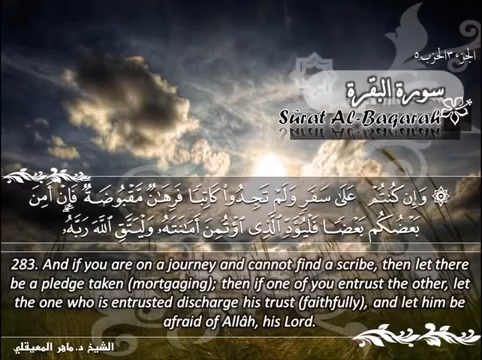 الجزء ٣ الحزب ٥
سورة البقرة
Sûrat Al-Baqarah
۞ وَإِن كُنتُمْ عَلَىٰ سَفَرٍ وَلَمْ تَجِدُوا۟ كَاتِبًا فَرِهَـٰنٌ مَّقْبُوضَةٌ ۖ فَإِنْ أَمِنَ
بَعْضُكُم بَعْضًا فَلْيُؤَدِّ ٱلَّذِى ٱؤْتُمِنَ أَمَـٰنَتَهُۥ وَلْيَتَّقِ ٱللَّهَ رَبَّهُۥ ۗ
283. And if you are on a journey and cannot find a scribe, then let there
be a pledge taken (mortgaging); then if one of you entrust the other, let
the one who is entrusted discharge his trust (faithfully), and let him be
afraid of Allâh, his Lord.
الشيخ د. ماهر المعيقلي